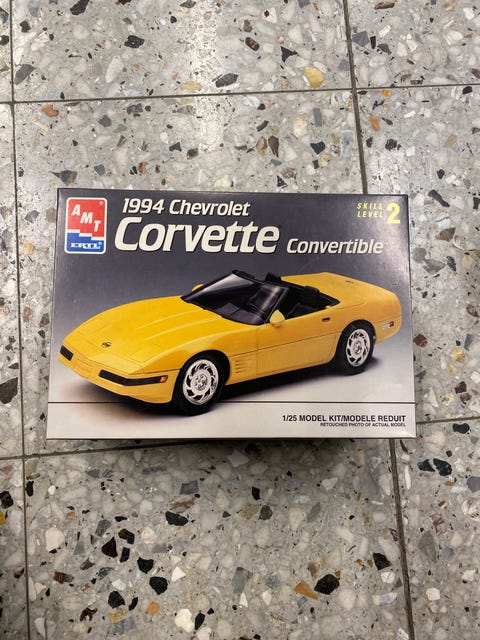 AMT
ERTL
1994 Chevrolet
Corvette Convertible
SKILL
LEVEL 2
1/25 MODEL KIT/MODELE REDUIT
RETOUCHED PHOTO OF ACTUAL MODEL